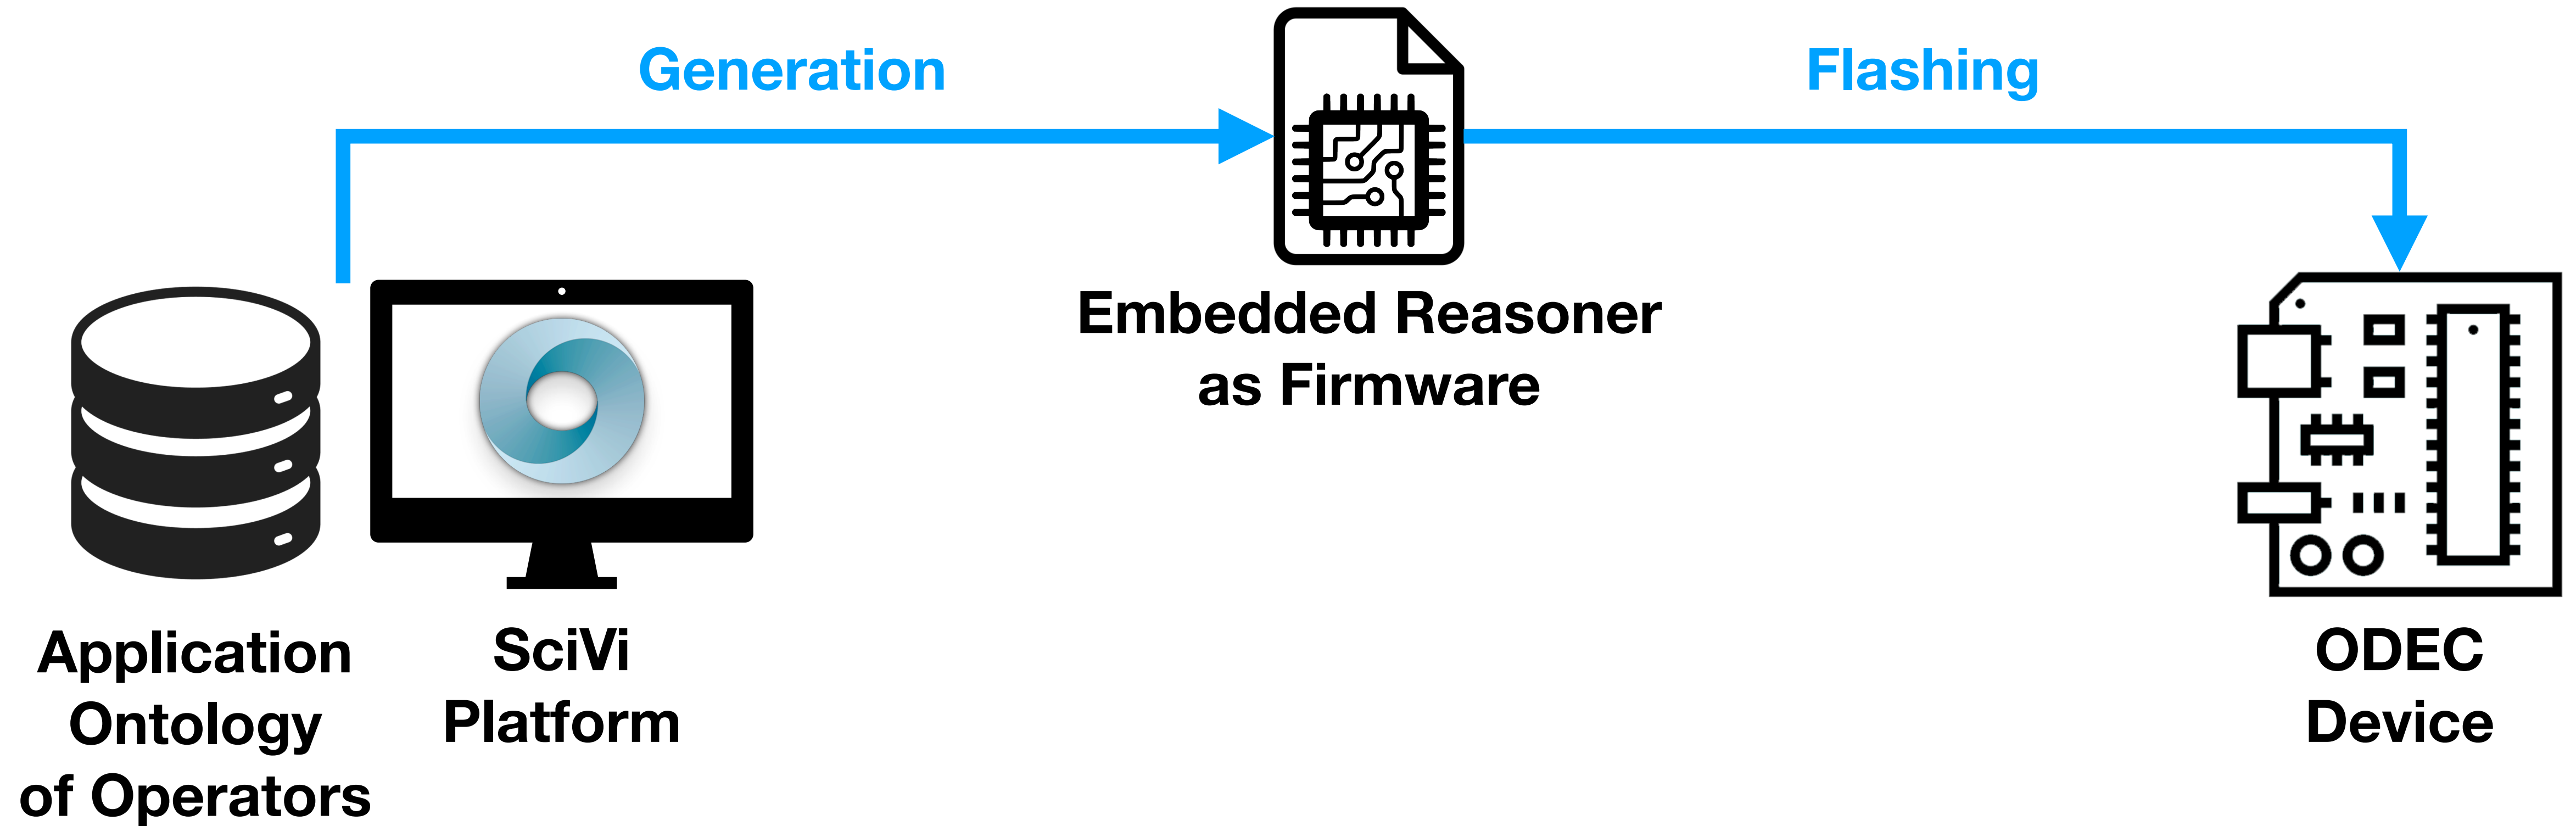 Generation
Flashing
Embedded Reasoner
as Firmware
Application
Ontology
of Operators
SciVi
Platform
ODEC
Device